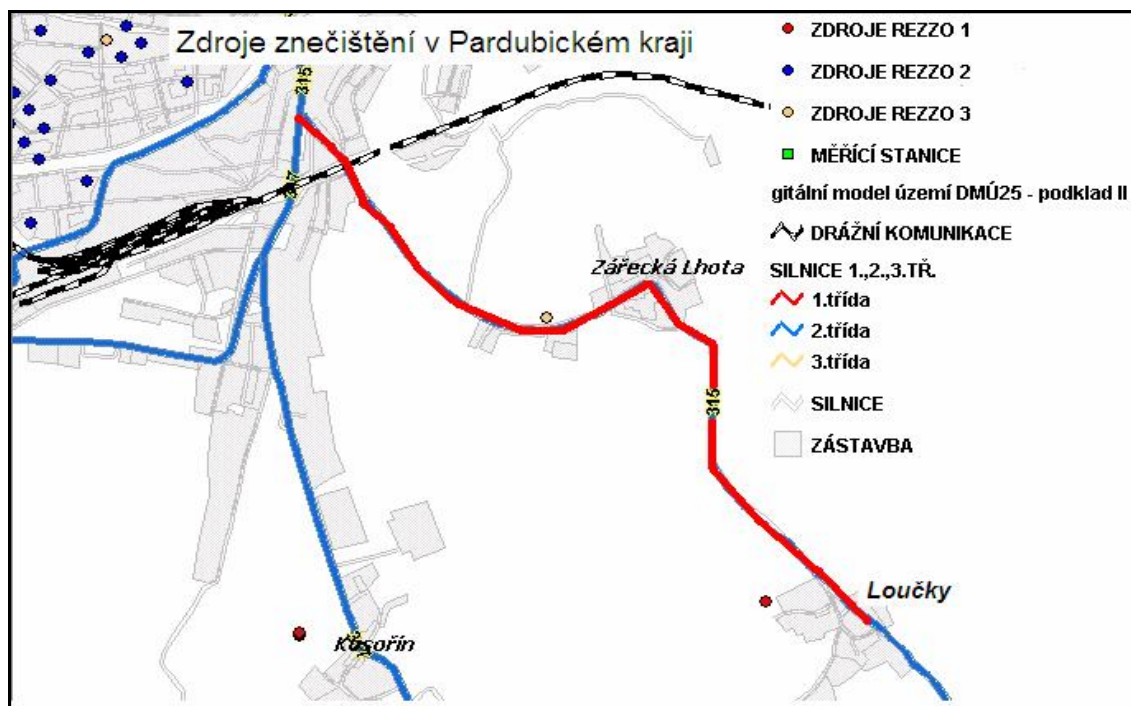 Zdroje znečištění v Pardubickém kraji
ZDROJE REZZO 1
ZDROJE REZZO 2
ZDROJE REZZO 3
MĚŘÍCÍ STANICE
gitální model území DMÚ25 - podklad II
DRÁŽNÍ KOMUNIKACE
SILNICE 1.,2.,3.TŘ.
1.třída
2.třída
3.třída
SILNICE
ZÁSTAVBA
315
317
Zářecká Lhota
315
Loučky
Kosořín